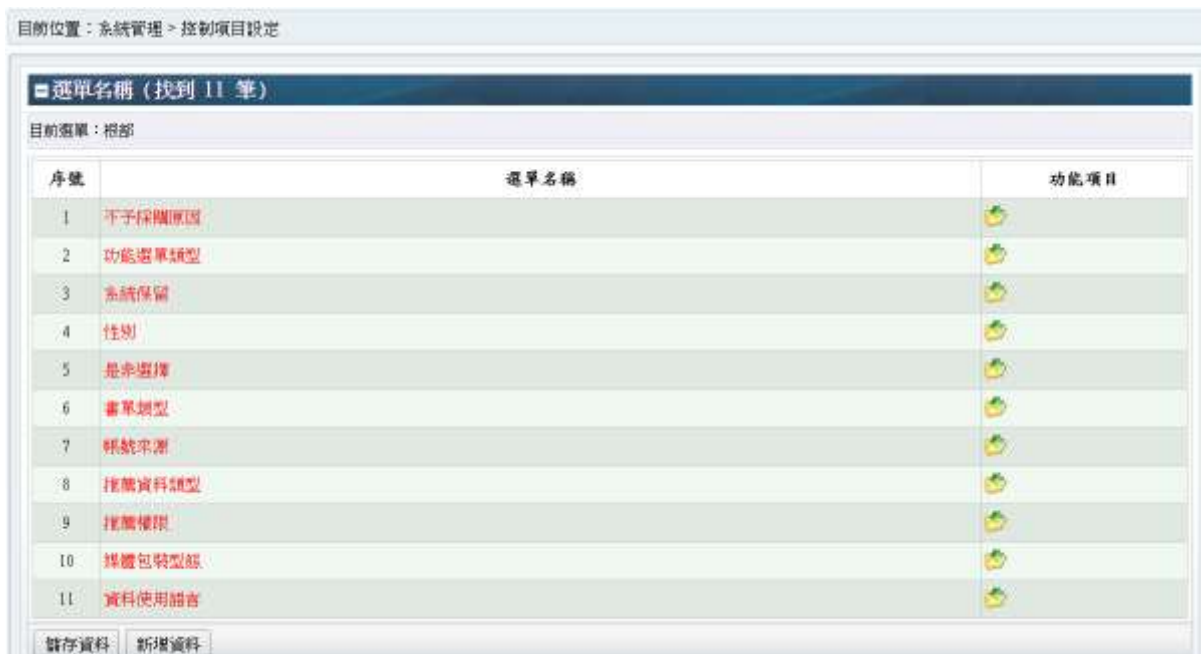 目前位置：系統管理 > 控制項目設定
選單名稱（找到 11 筆）
目前選單：根部
序號 選單名稱 功能項目
1 不予採購原因
2 功能選單類型
3 系統保留
4 性別
5 是非選擇
6 書單類型
7 帳號來源
8 推薦資料類型
9 推薦權限
10 媒體包裝型態
11 資料使用語言
儲存資料 新增資料